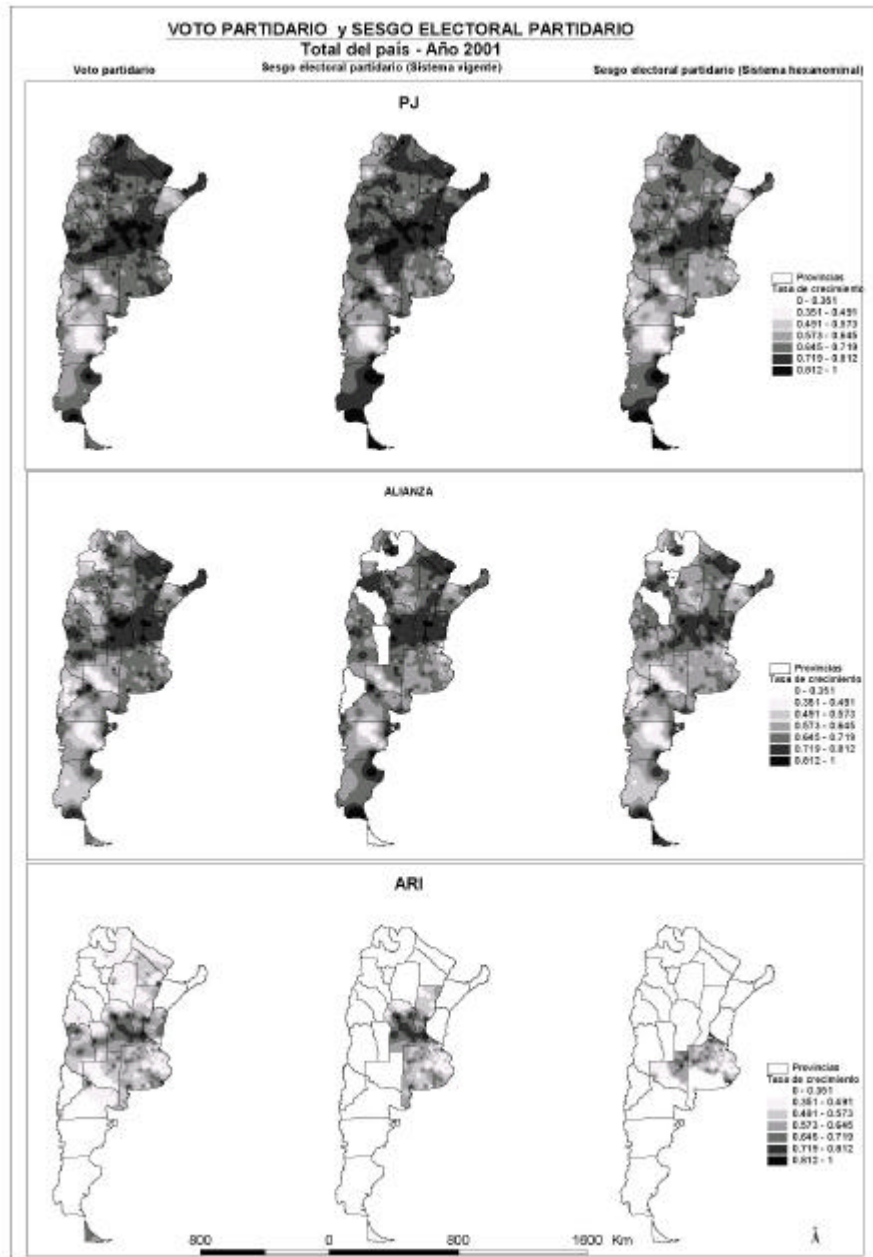 VOTO PARTIDARIO y SESGO ELECTORAL PARTIDARIO
Total del país - Año 2001
Voto partidario
Sesgo electoral partidario (Sistema vigente)
Sesgo electoral partidario (Sistema hexanominal)
PJ
Provincias
Tasa de crecimiento
0 - 0.351
0.351 - 0.491
0.491 - 0.573
0.573 - 0.645
0.645 - 0.719
0.719 - 0.812
0.812 - 1
ALIANZA
Provincias
Tasa de crecimiento
0 - 0.351
0.351 - 0.491
0.491 - 0.573
0.573 - 0.645
0.645 - 0.719
0.719 - 0.812
0.812 - 1
ARI
Provincias
Tasa de crecimiento
0 - 0.351
0.351 - 0.491
0.491 - 0.573
0.573 - 0.645
0.645 - 0.719
0.719 - 0.812
0.812 - 1
800 0 800 1600 Km